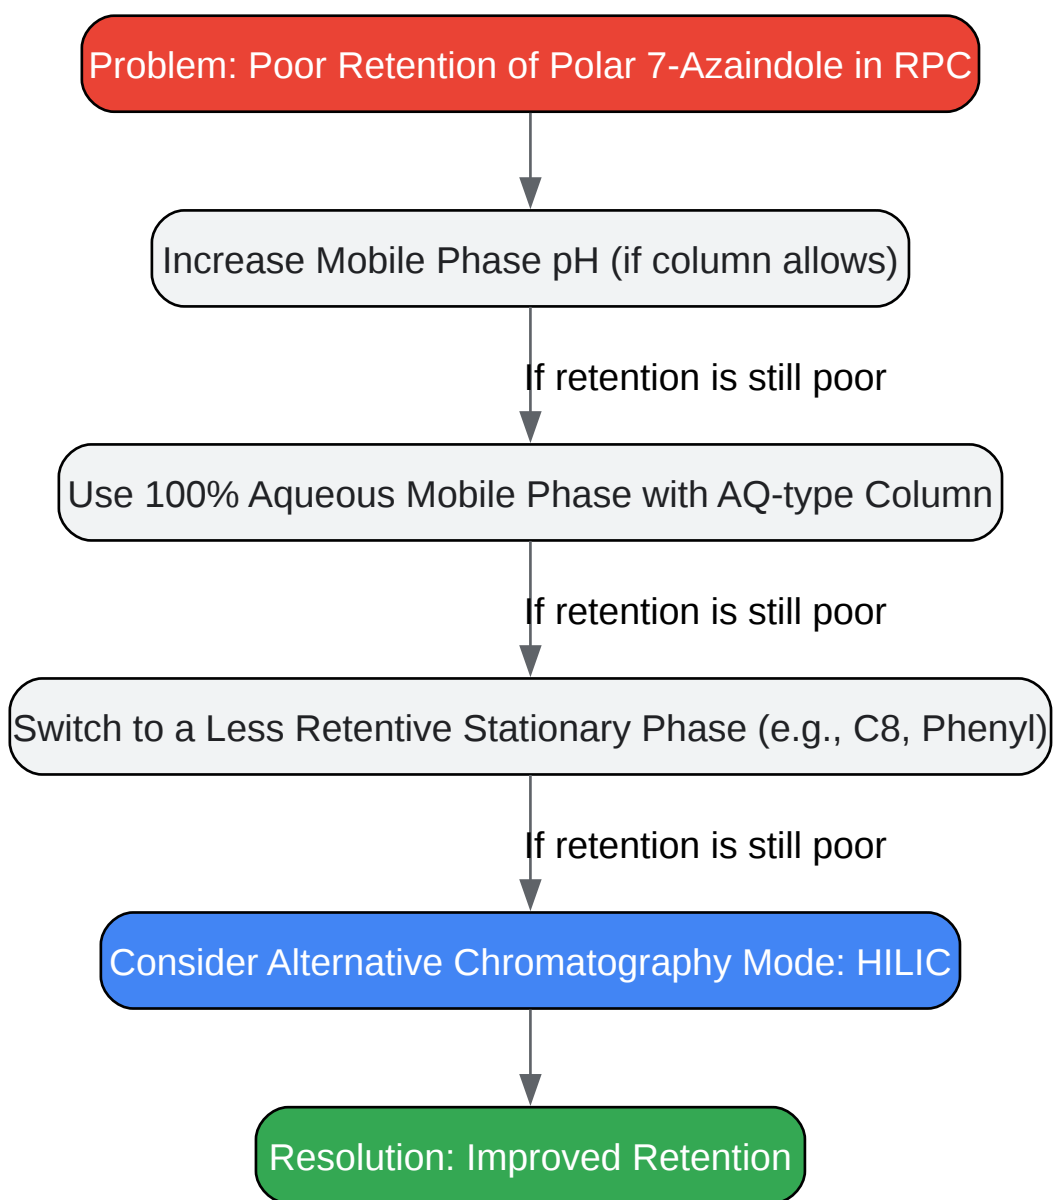 Problem: Poor Retention of Polar 7-Azaindole in RPC
Increase Mobile Phase pH (if column allows)
If retention is still poor
Use 100% Aqueous Mobile Phase with AQ-type Column
If retention is still poor
Switch to a Less Retentive Stationary Phase (e.g., C8, Phenyl)
If retention is still poor
Consider Alternative Chromatography Mode: HILIC
Resolution: Improved Retention